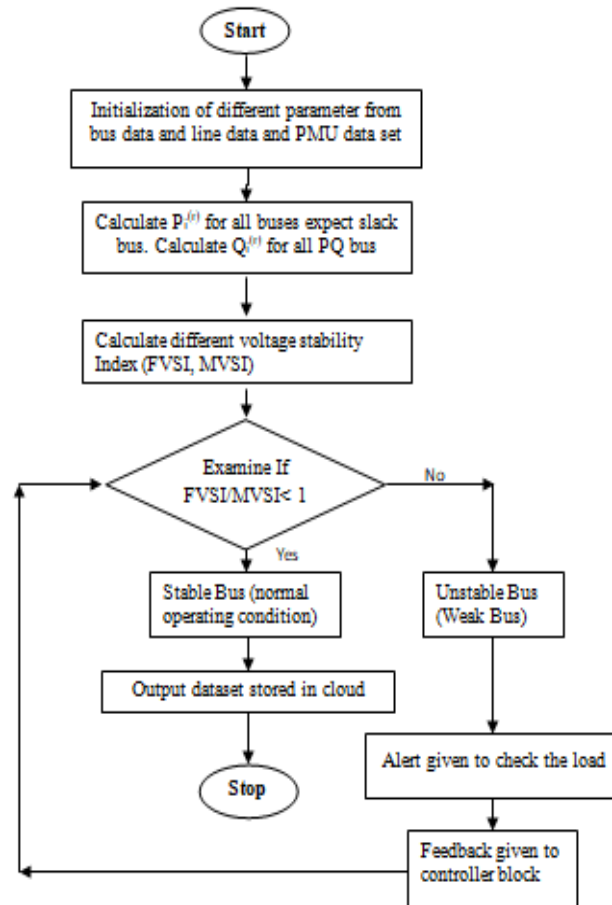 Start
Initialization of different parameter from
bus data and line data and PMU data set
Calculate Pᵢ⁽ʳ⁾ for all buses expect slack
bus. Calculate Qᵢ⁽ʳ⁾ for all PQ bus
Calculate different voltage stability
Index (FVSI, MVSI)
Examine If
FVSI/MVSI< 1
No
Yes
Stable Bus (normal
operating condition)
Unstable Bus
(Weak Bus)
Output dataset stored in cloud
Alert given to check the load
Stop
Feedback given to
controller block